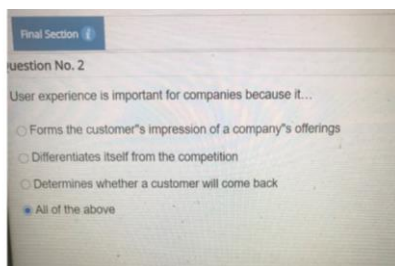 Final Section i
uestion No. 2
User experience is important for companies because it...
Forms the customer"s impression of a company"s offerings
Differentiates itself from the competition
Determines whether a customer will come back
All of the above